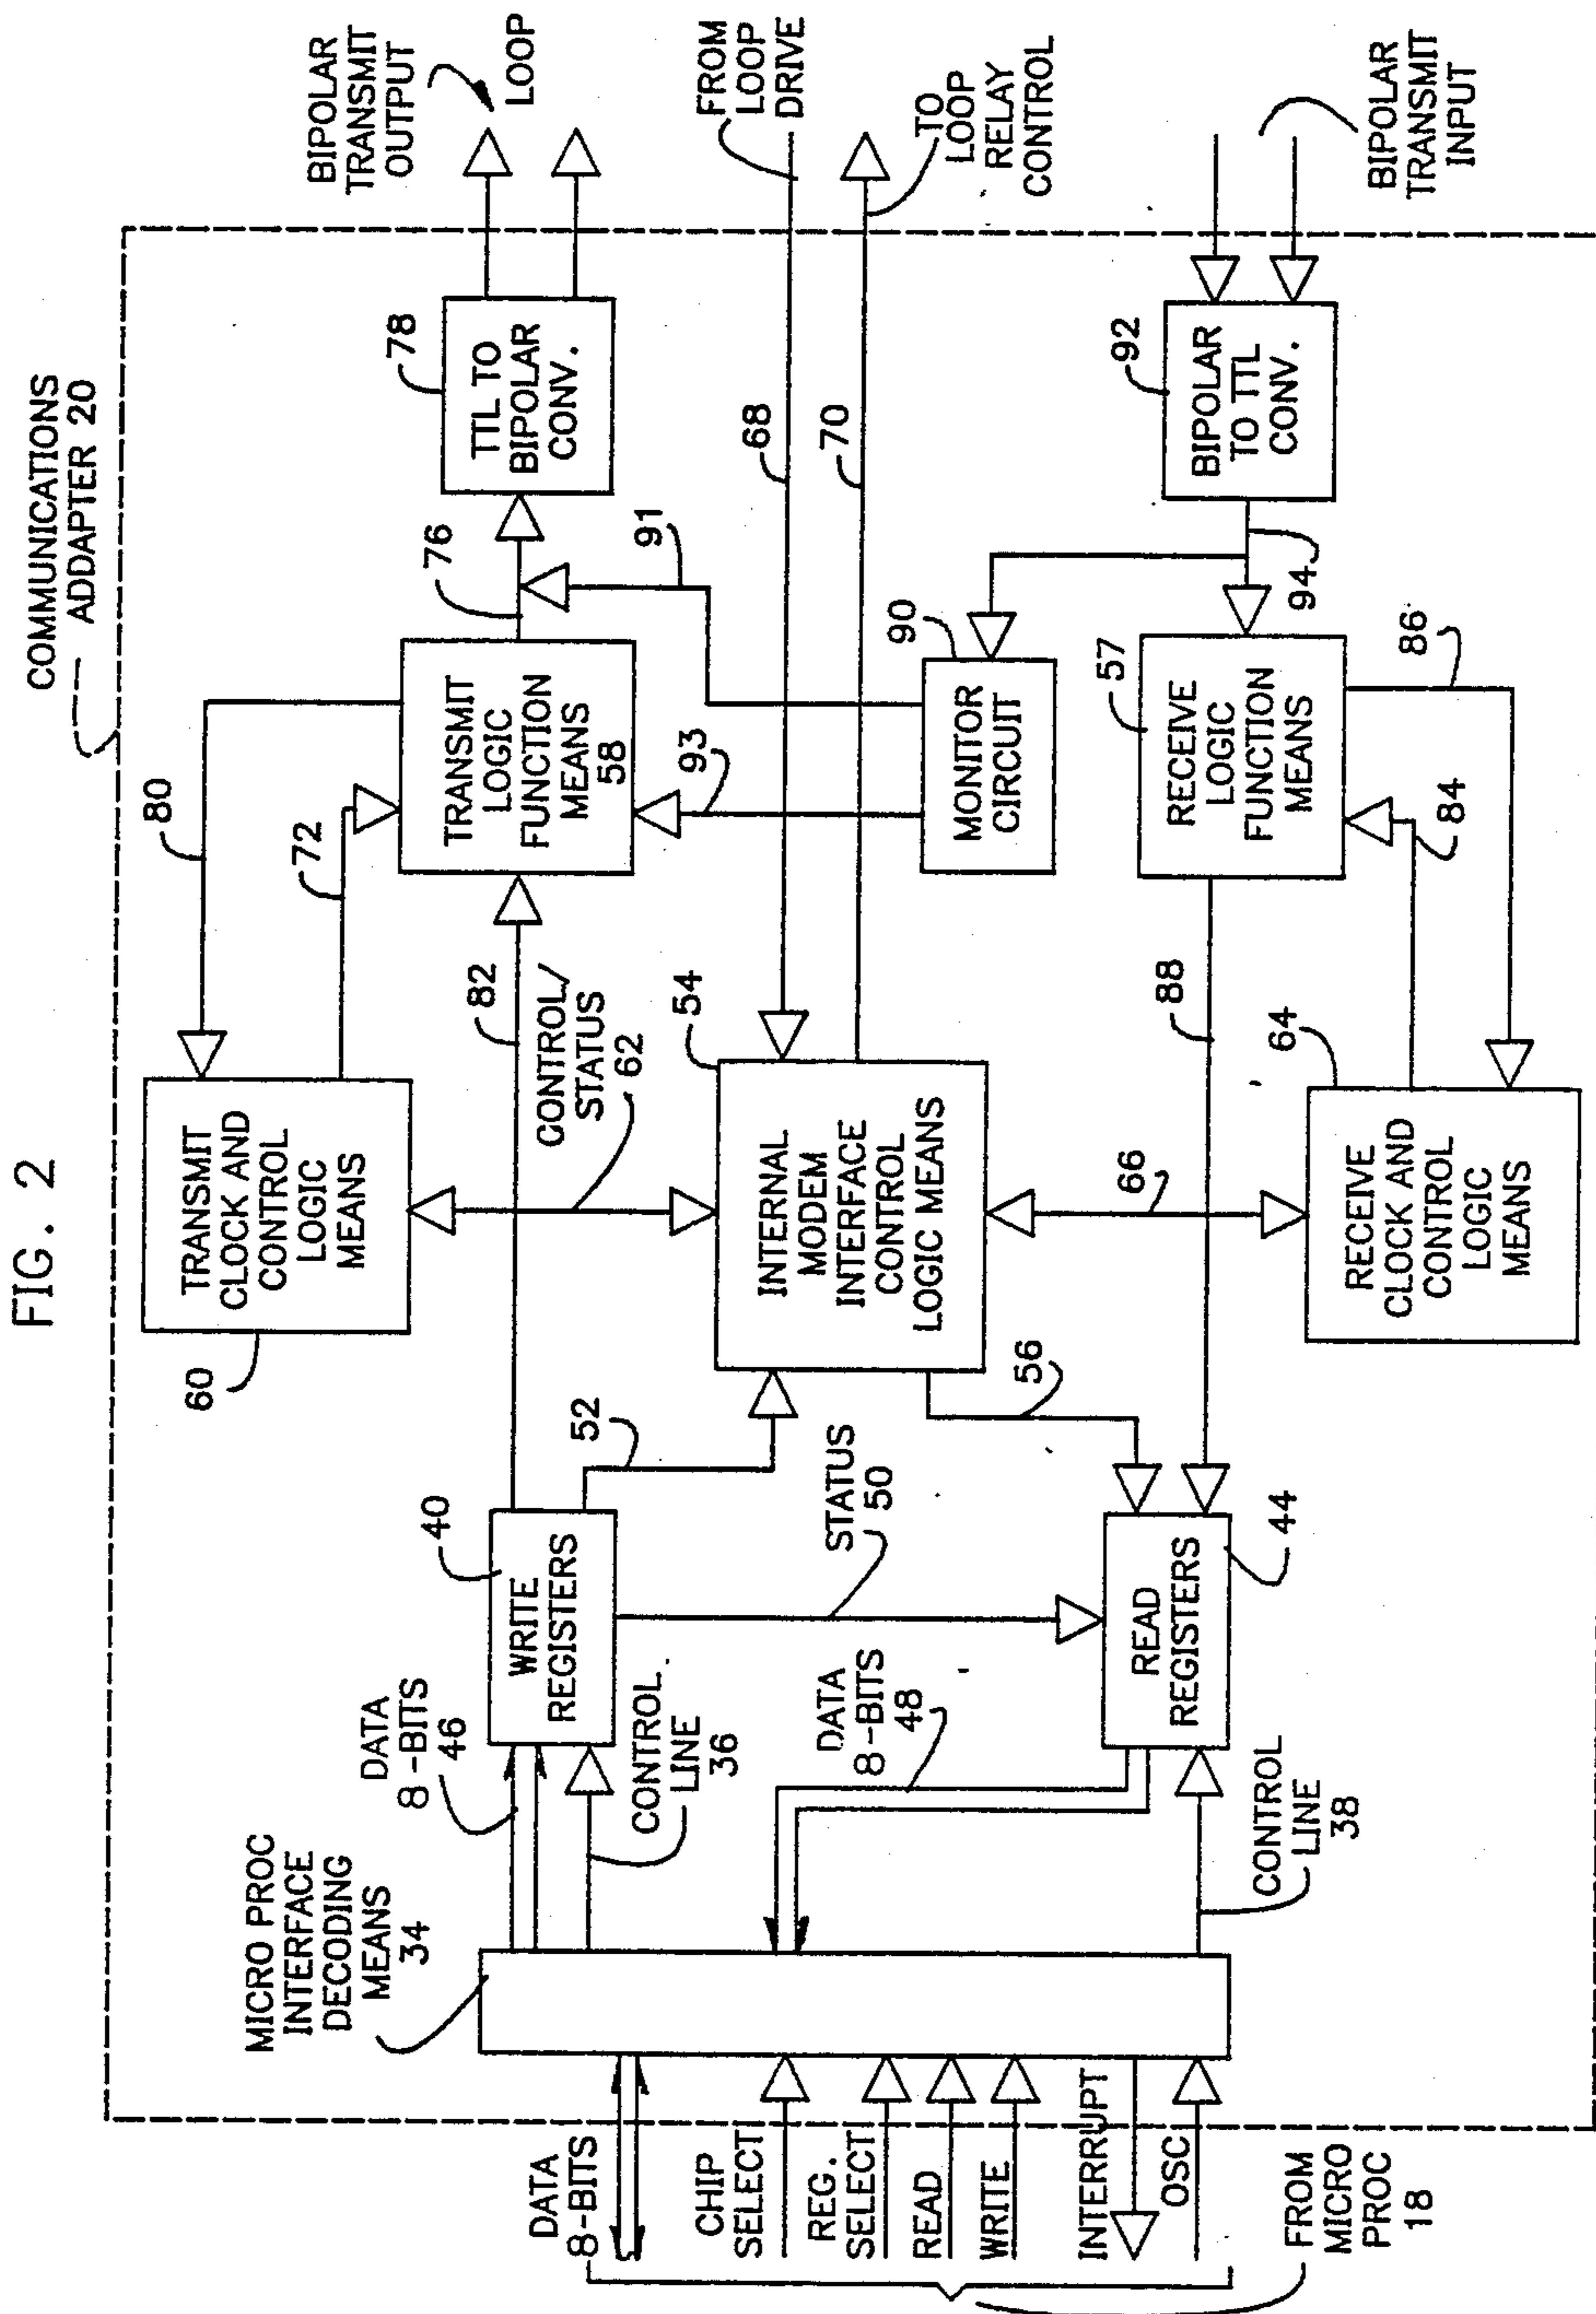 FIG. 2
COMMUNICATIONS
ADDAPTER 20
MICRO PROC
INTERFACE
DECODING
MEANS
34
DATA
8-BITS
46
CONTROL
LINE
36
40
WRITE
REGISTERS
52
STATUS
50
DATA
8-BITS
48
READ
REGISTERS
44
CONTROL
LINE
38
DATA
8-BITS
CHIP
SELECT
REG.
SELECT
READ
WRITE
INTERRUPT
OSC
FROM
MICRO
PROC
18
60
TRANSMIT
CLOCK AND
CONTROL
LOGIC
MEANS
80
72
82
CONTROL/
STATUS
62
54
INTERNAL
MODEM
INTERFACE
CONTROL
LOGIC MEANS
56
66
88
64
RECEIVE
CLOCK AND
CONTROL
LOGIC
MEANS
TRANSMIT
LOGIC
FUNCTION
MEANS
58
76
91
93
90
MONITOR
CIRCUIT
57
RECEIVE
LOGIC
FUNCTION
MEANS
84
86
94
78
TTL TO
BIPOLAR
CONV.
68
70
92
BIPOLAR
TO TTL
CONV.
BIPOLAR
TRANSMIT
OUTPUT
LOOP
FROM
LOOP
DRIVE
TO
LOOP
RELAY
CONTROL
BIPOLAR
TRANSMIT
INPUT